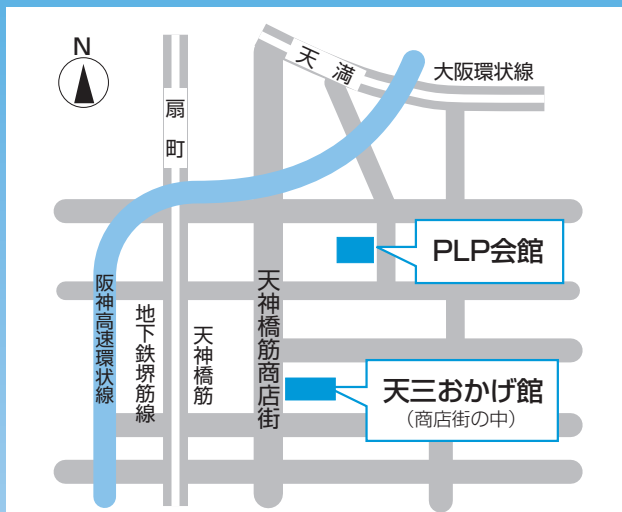 N
天満
大阪環状線
扇町
PLP会館
阪神高速環状線
地下鉄堺筋線
天神橋筋
天神橋筋商店街
天三おかげ館
（商店街の中）